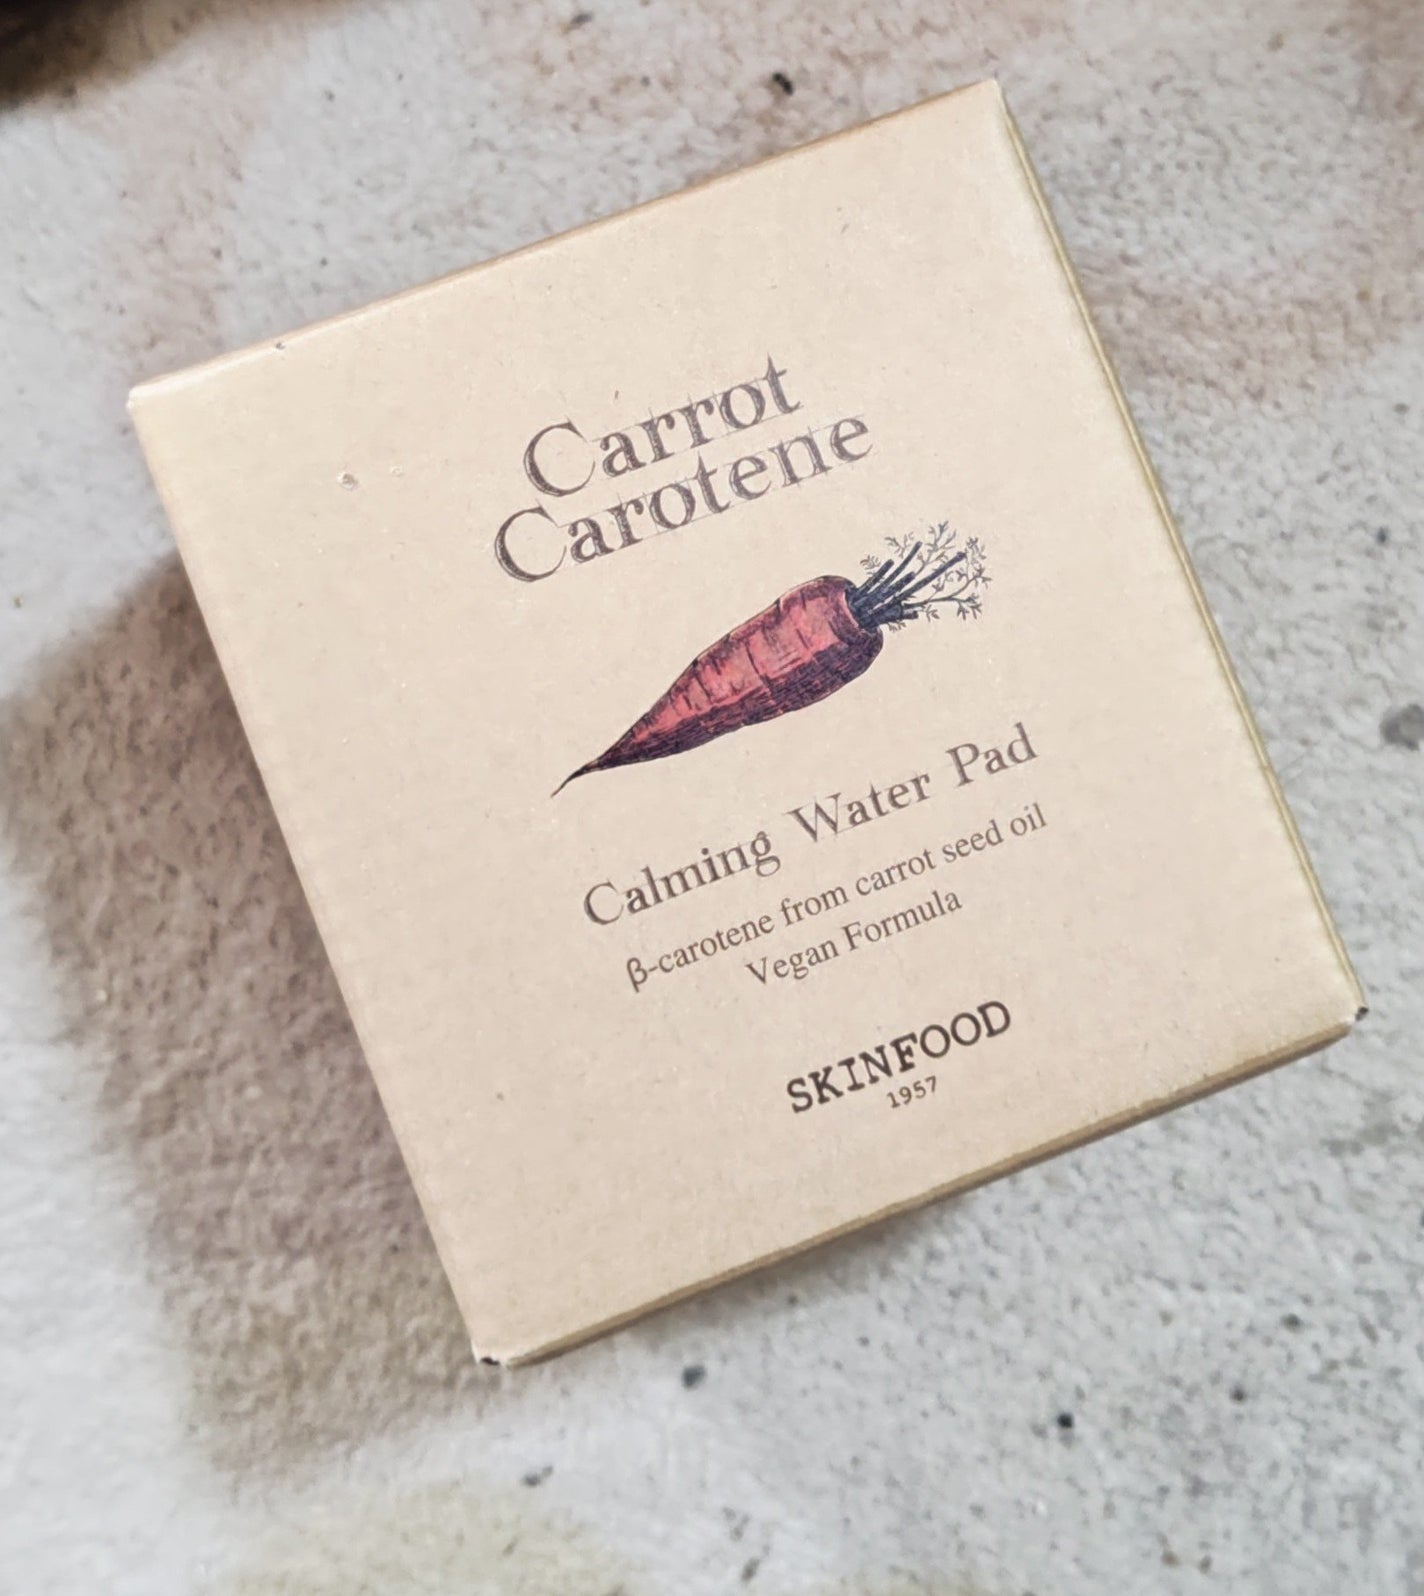 Carrot
Carotene
Calming Water Pad
β-carotene from carrot seed oil
Vegan Formula
SKINFOOD
1957